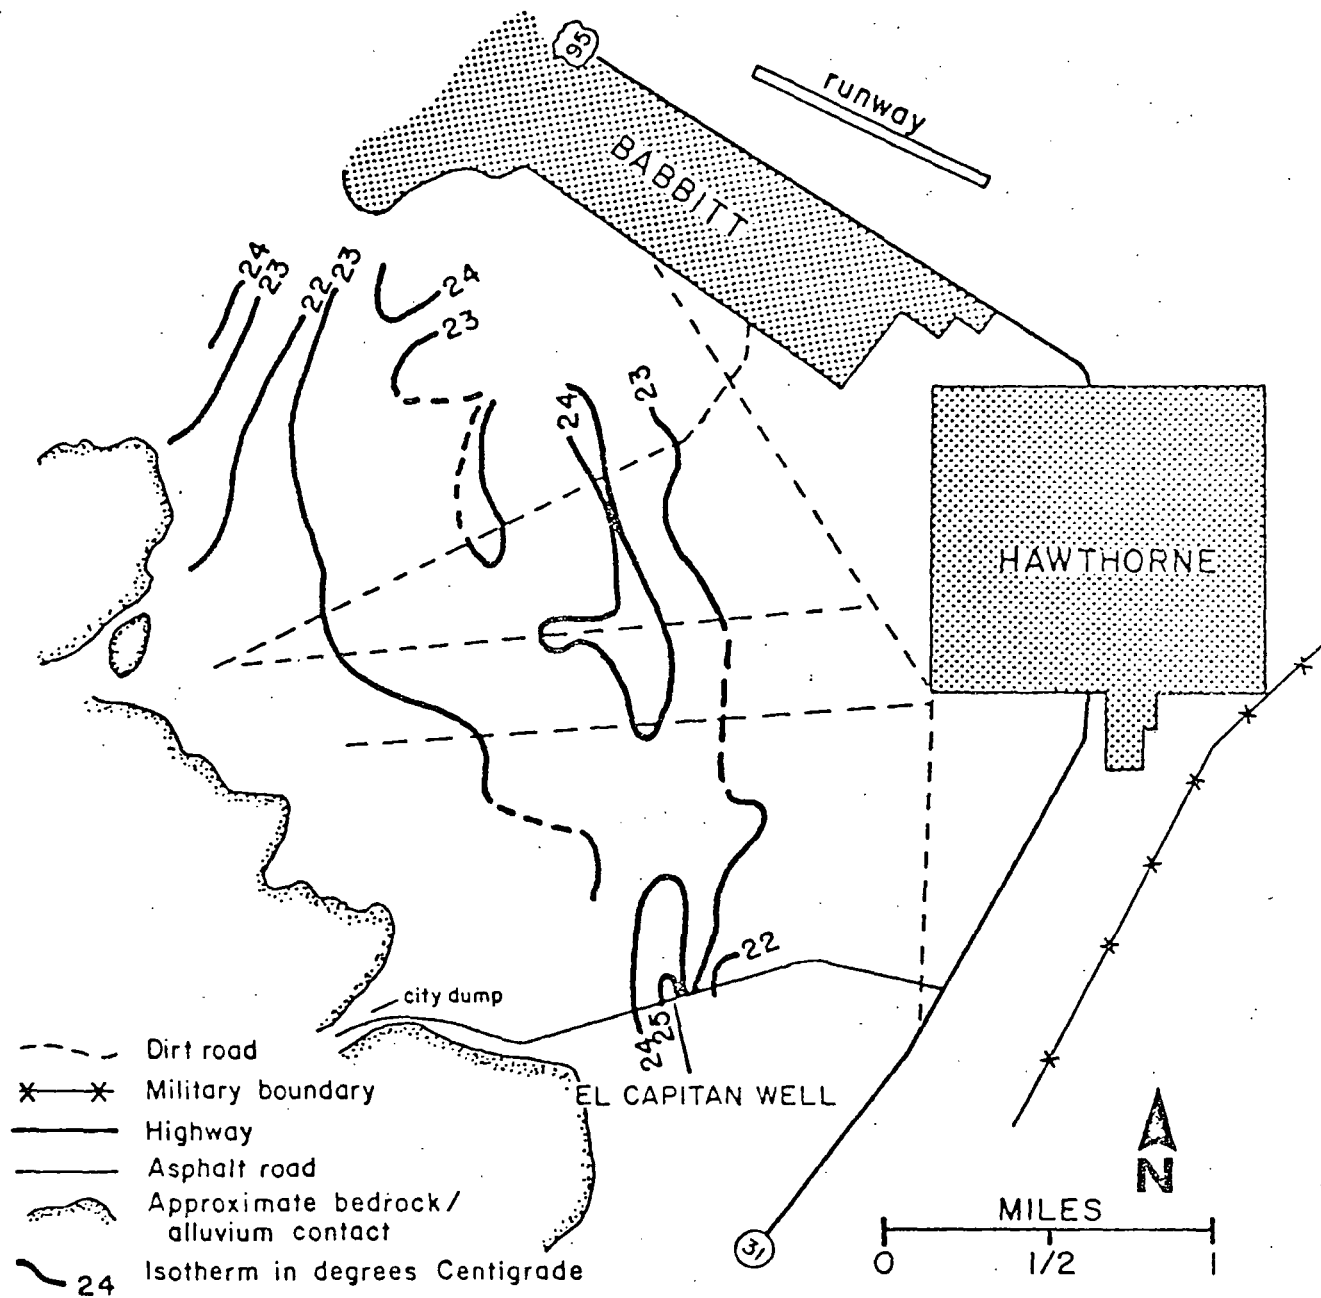 95
runway
BABBITT
24
23
22
23
24
23
24
23
HAWTHORNE
22
city dump
24
25
EL CAPITAN WELL
Dirt road
Military boundary
Highway
Asphalt road
Approximate bedrock/
alluvium contact
24 Isotherm in degrees Centigrade
N
31
MILES
0 1/2 1